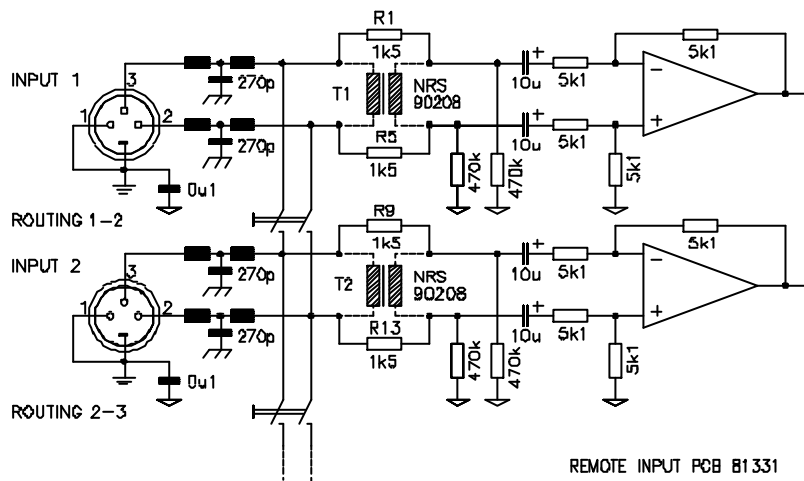 R1
1k5
INPUT 1
3
270p
1
2
T1
NRS
90208
+
10u
5k1
5k1
−
+
270p
R5
1k5
+
10u
5k1
470k
470k
5k1
0u1
ROUTING 1-2
R9
1k5
INPUT 2
3
270p
1
2
T2
NRS
90208
+
10u
5k1
5k1
−
+
270p
R13
1k5
+
10u
5k1
470k
470k
5k1
0u1
ROUTING 2-3
REMOTE INPUT PCB 81331